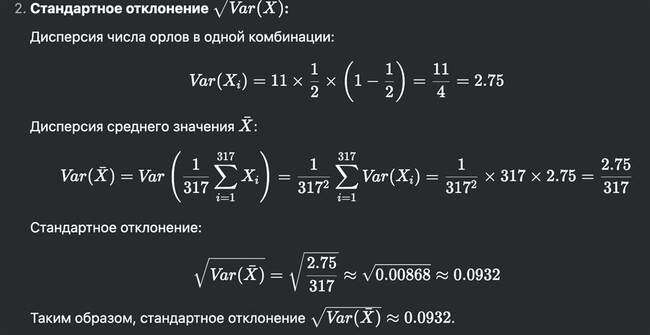 2. Стандартное отклонение √Var(X̄):
Дисперсия числа орлов в одной комбинации:
Var(X_i) = 11 × 1/2 × (1 − 1/2) = 11/4 = 2.75
Дисперсия среднего значения X̄:
Var(X̄) = Var(1/317 ∑_{i=1}^{317} X_i) = 1/317² ∑_{i=1}^{317} Var(X_i) = 1/317² × 317 × 2.75 = 2.75/317
Стандартное отклонение:
√Var(X̄) = √(2.75/317) ≈ √0.00868 ≈ 0.0932
Таким образом, стандартное отклонение √Var(X̄) ≈ 0.0932.